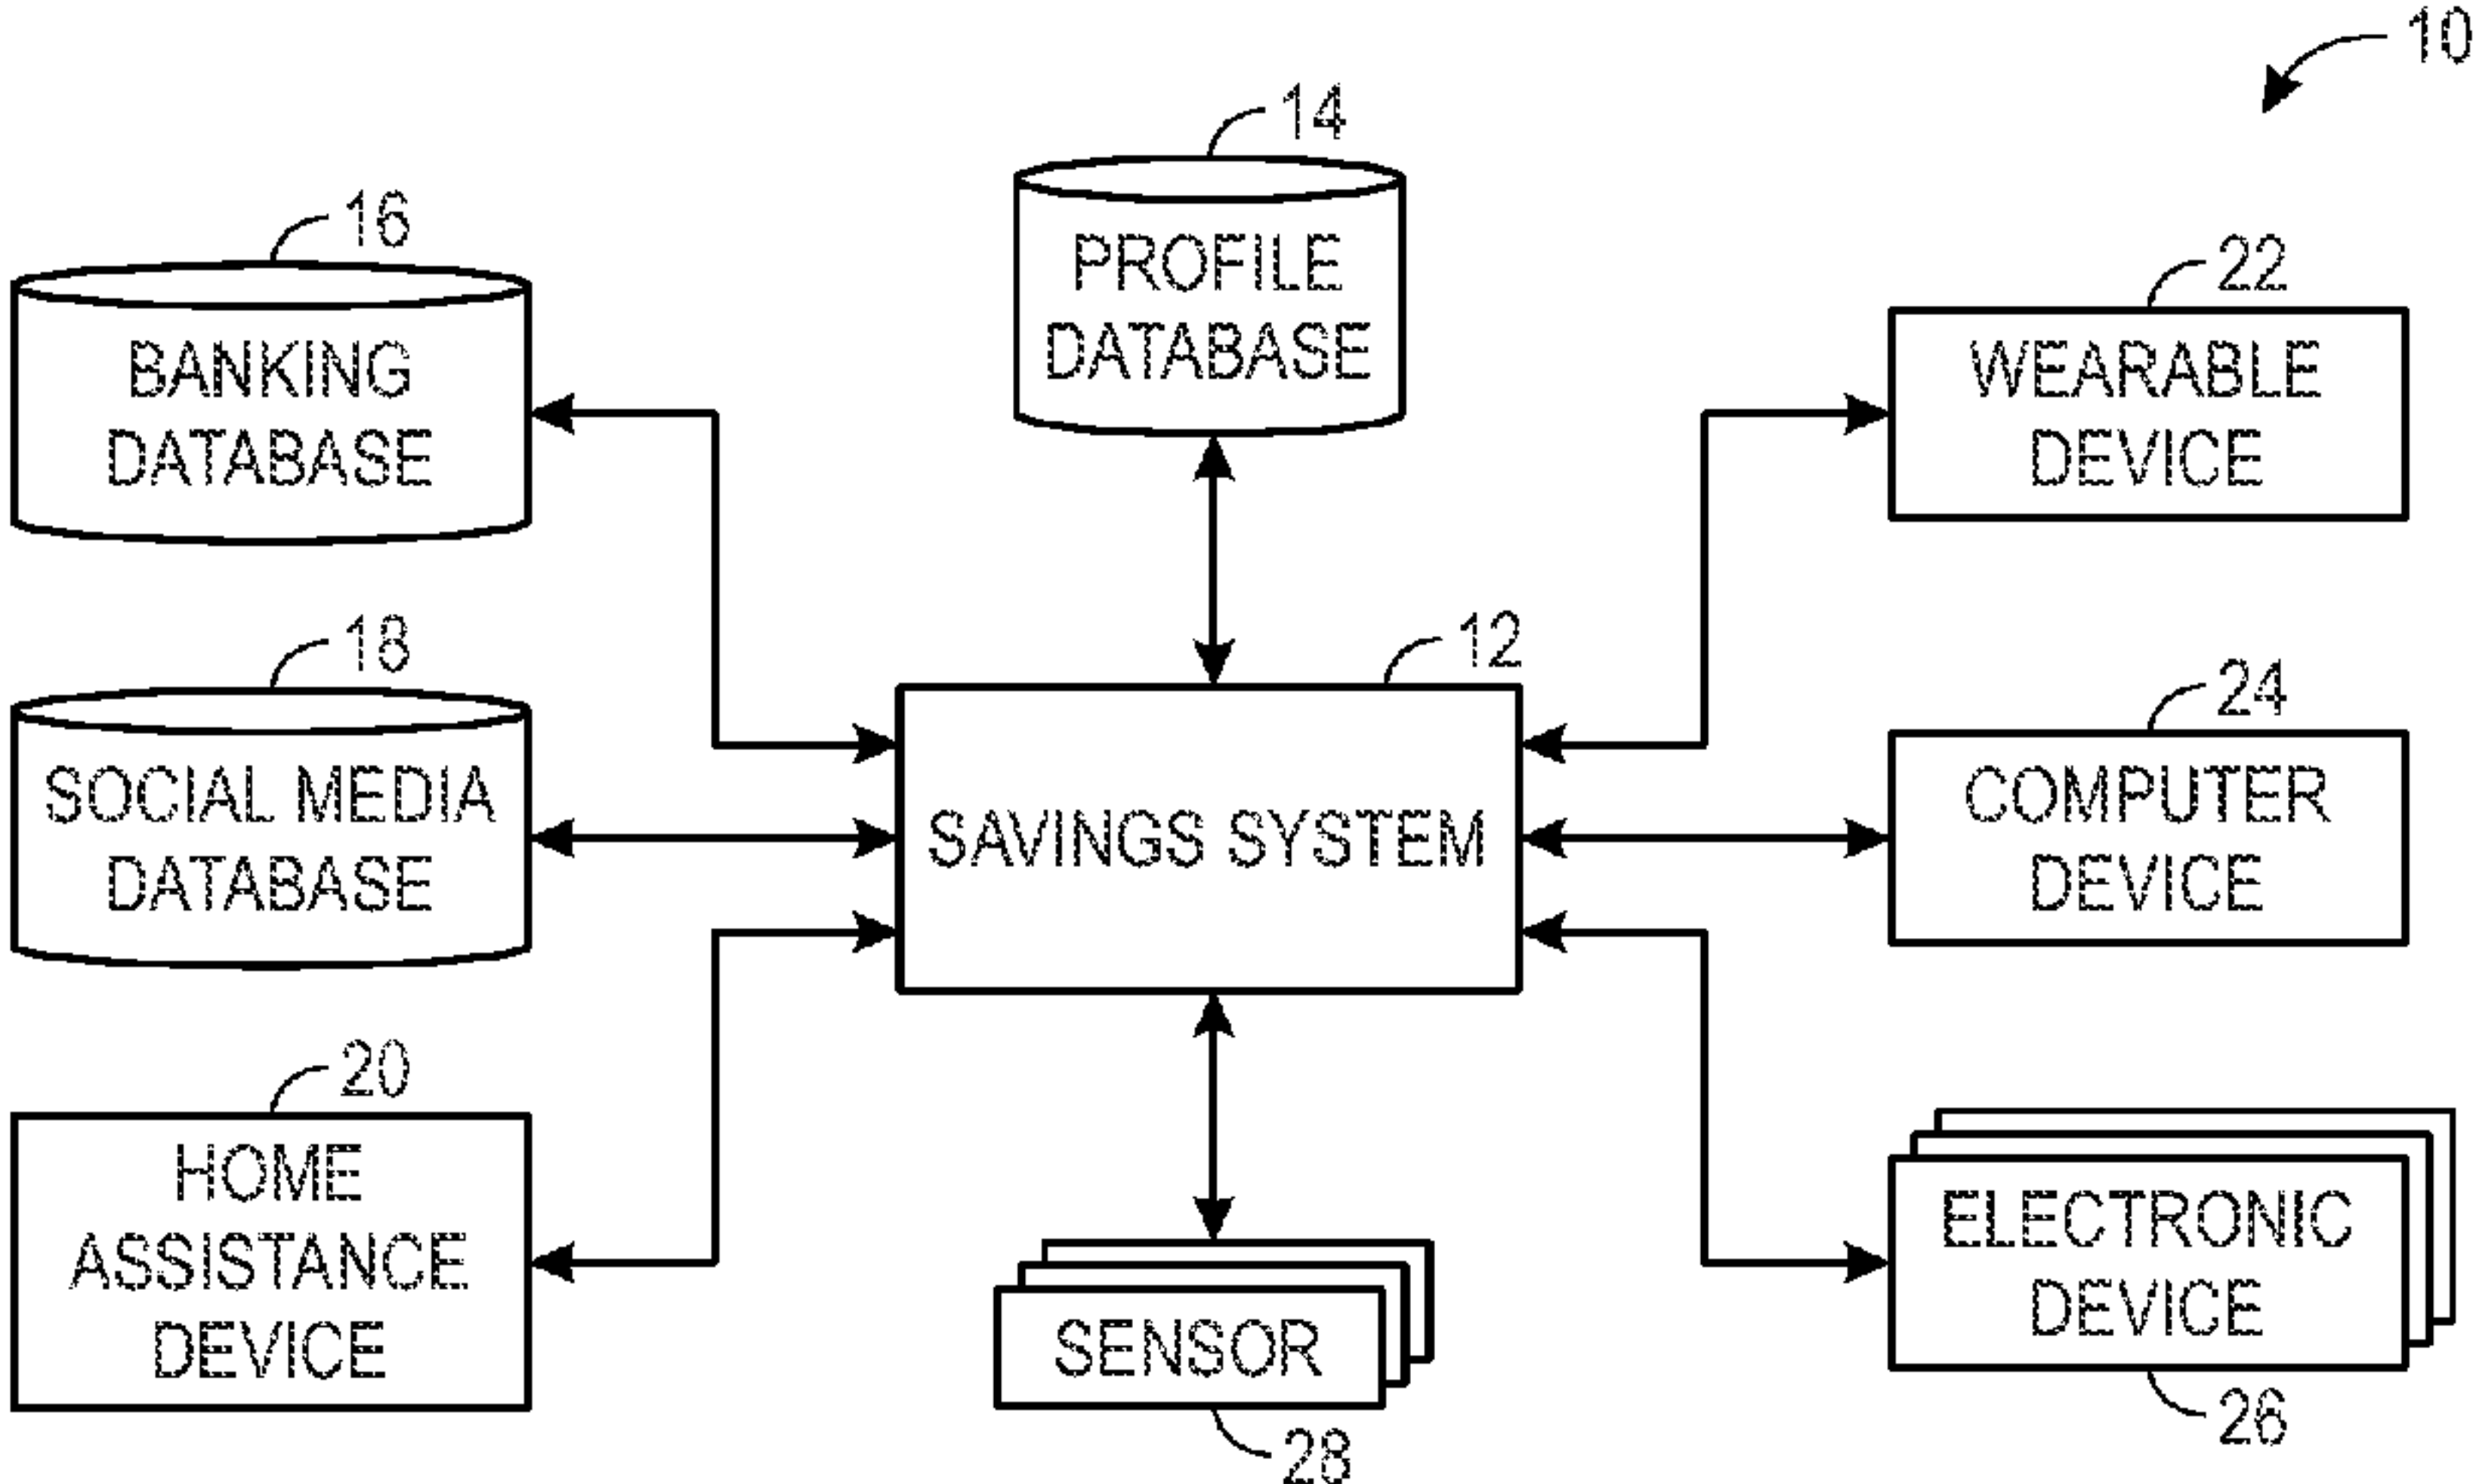 10
14
PROFILE
DATABASE
16
BANKING
DATABASE
22
WEARABLE
DEVICE
18
SOCIAL MEDIA
DATABASE
12
SAVINGS SYSTEM
24
COMPUTER
DEVICE
20
HOME
ASSISTANCE
DEVICE
SENSOR
28
ELECTRONIC
DEVICE
26